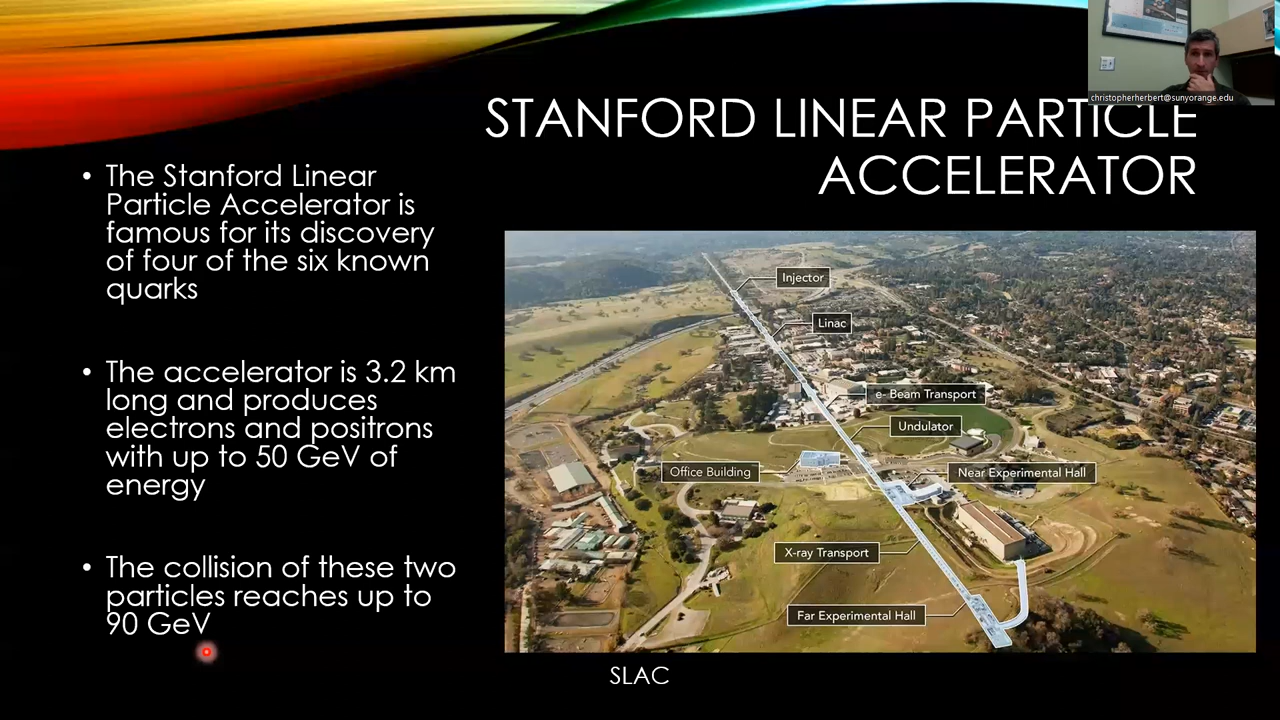 christopherherbert@sunyorange.edu
STANFORD LINEAR PARTICLE
ACCELERATOR
• The Stanford Linear
Particle Accelerator is
famous for its discovery
of four of the six known
quarks
• The accelerator is 3.2 km
long and produces
electrons and positrons
with up to 50 GeV of
energy
• The collision of these two
particles reaches up to
90 GeV
Injector
Linac
e- Beam Transport
Undulator
Office Building
Near Experimental Hall
X-ray Transport
Far Experimental Hall
SLAC